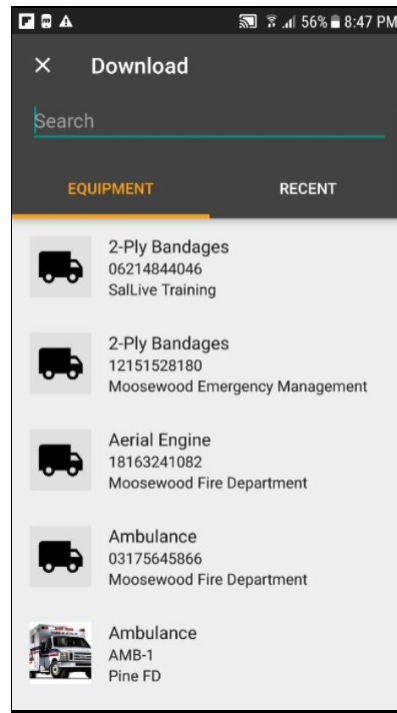 56% 8:47 PM
Download
Search
EQUIPMENT RECENT
2-Ply Bandages
06214844046
SalLive Training
2-Ply Bandages
12151528180
Moosewood Emergency Management
Aerial Engine
18163241082
Moosewood Fire Department
Ambulance
03175645866
Moosewood Fire Department
Ambulance
AMB-1
Pine FD